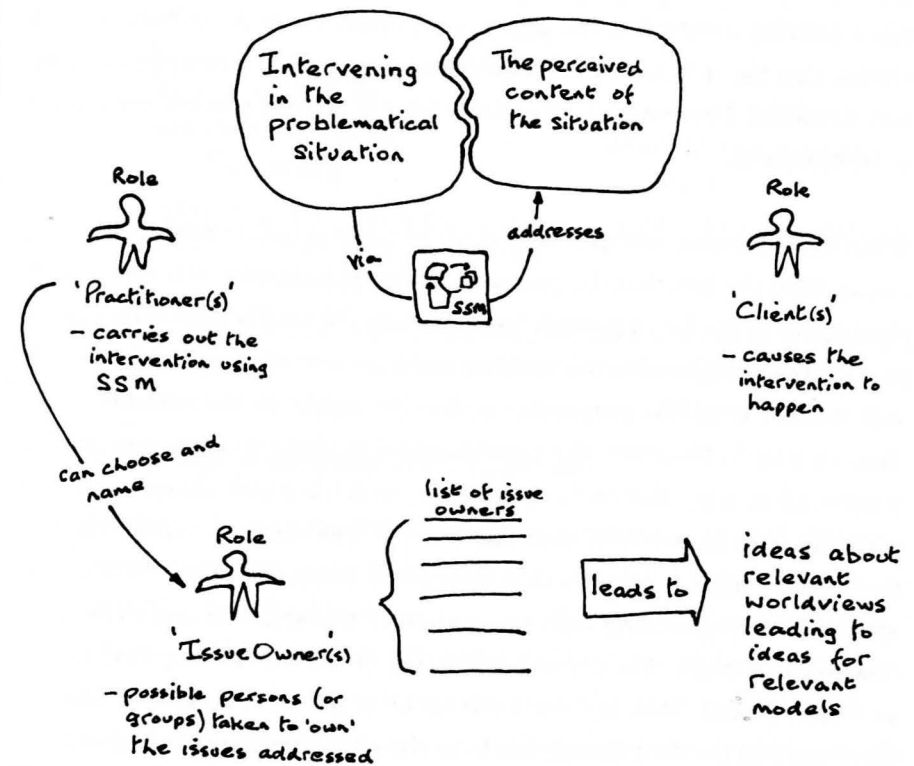 Intervening
in the
problematical
situation
The perceived
content of
the situation
via
addresses
SSM
Role
'Practitioner(s)'
- carries out the
intervention using
SSM
Role
'Client(s)'
- causes the
intervention to
happen
can choose and
name
Role
'Issue Owner(s)
- possible persons (or
groups) taken to 'own'
the issues addressed
list of issue
owners
leads to
ideas about
relevant
worldviews
leading to
ideas for
relevant
models